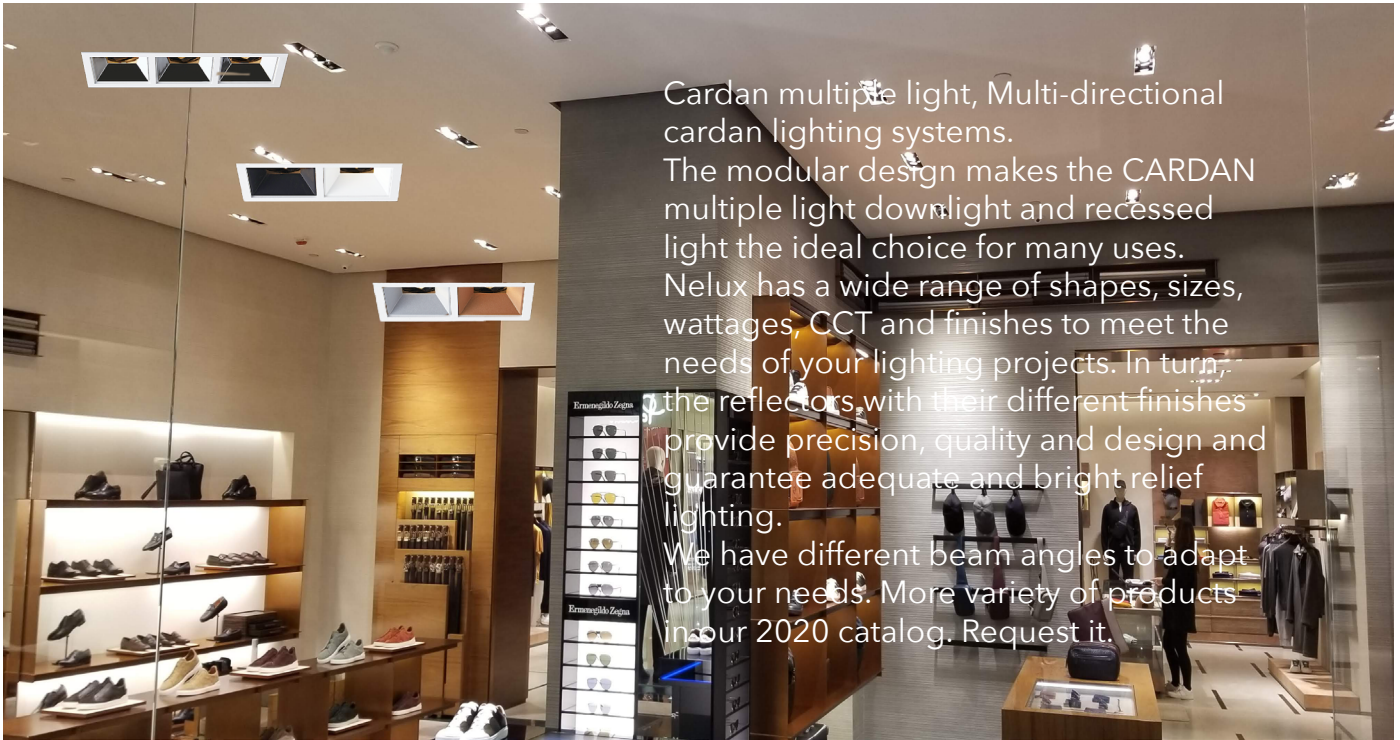 Cardan multiple light, Multi-directional
cardan lighting systems.
The modular design makes the CARDAN
multiple light downlight and recessed
light the ideal choice for many uses.
Nelux has a wide range of shapes, sizes,
wattages, CCT and finishes to meet the
needs of your lighting projects. In turn,
the reflectors with their different finishes
provide precision, quality and design and
guarantee adequate and bright relief
lighting.
We have different beam angles to adapt
to your needs. More variety of products
in our 2020 catalog. Request it.
Ermenegildo Zegna
Ermenegildo Zegna